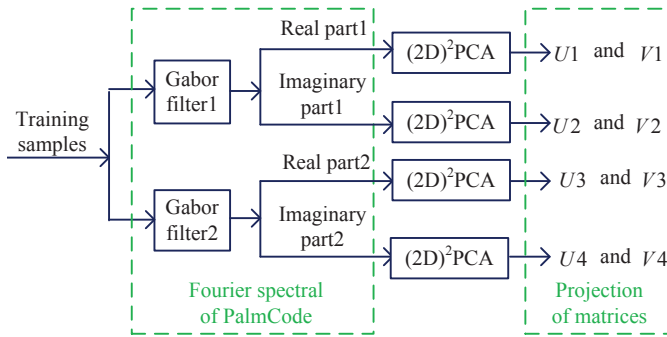 Training
samples
Gabor
filter1
Real part1
Imaginary
part1
(2D)²PCA
U1 and V1
(2D)²PCA
U2 and V2
Gabor
filter2
Real part2
Imaginary
part2
(2D)²PCA
U3 and V3
(2D)²PCA
U4 and V4
Fourier spectral
of PalmCode
Projection
of matrices